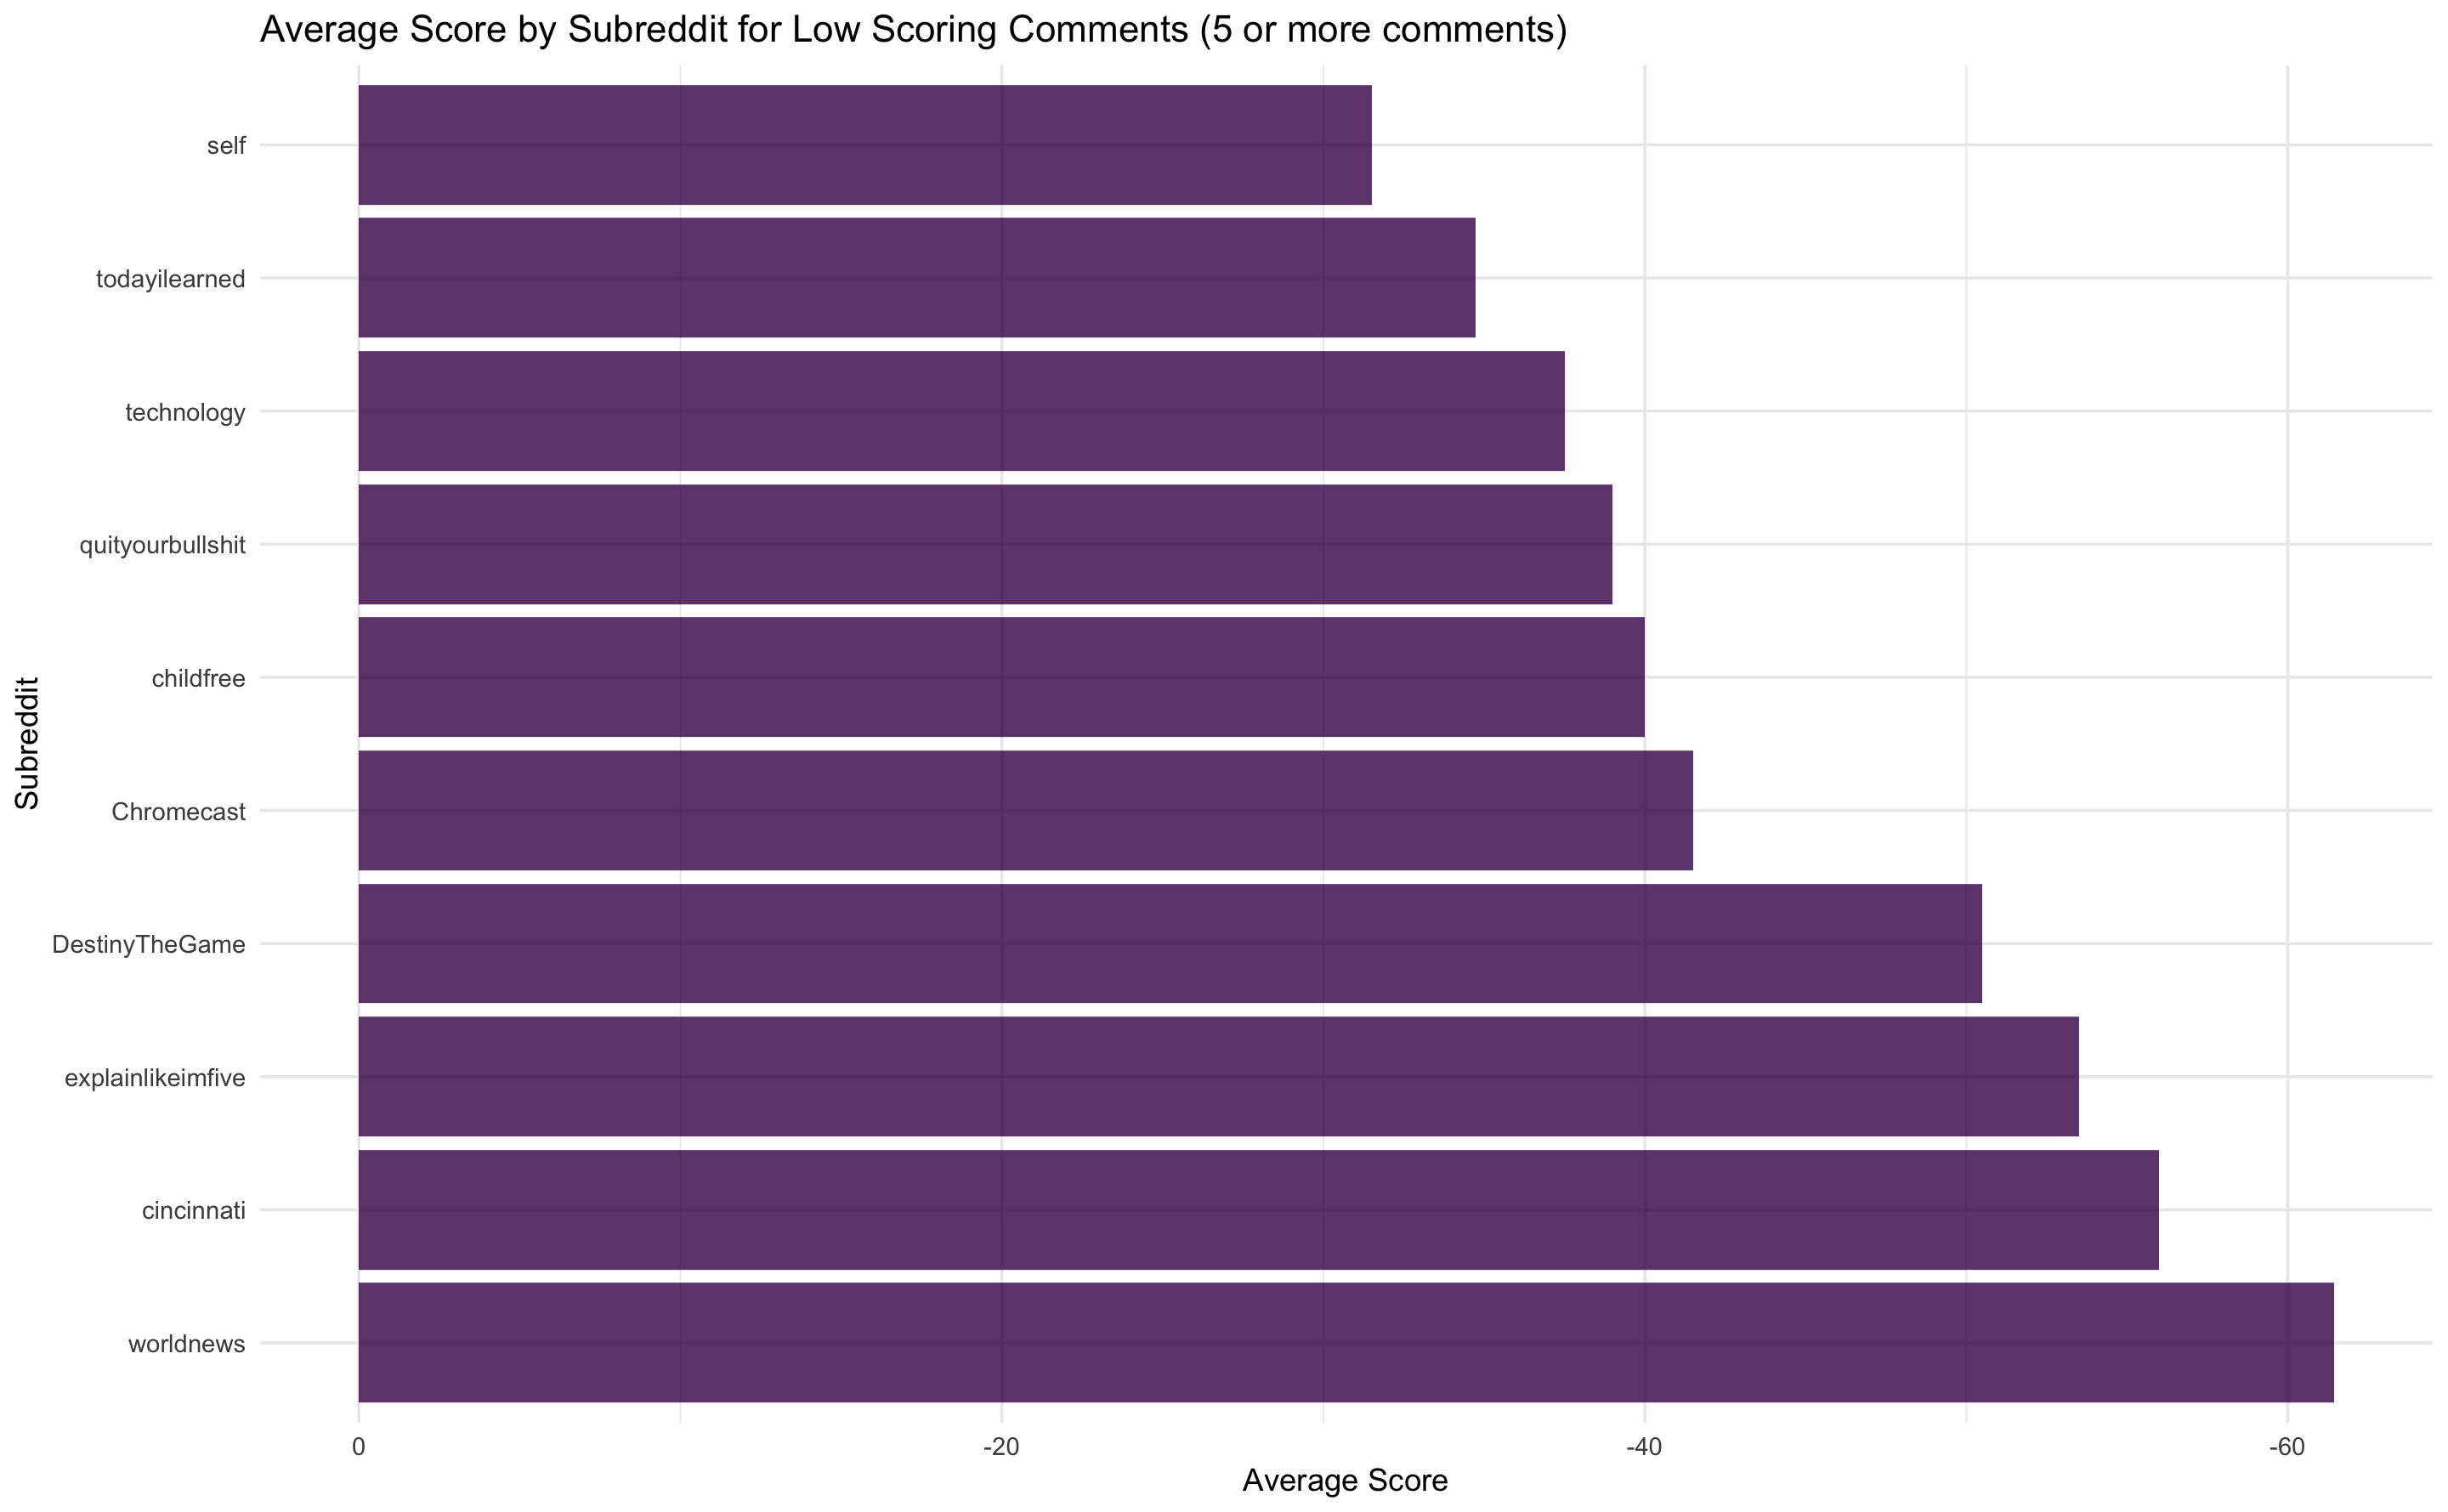 Average Score by Subreddit for Low Scoring Comments (5 or more comments)
Subreddit
self
todayilearned
technology
quityourbullshit
childfree
Chromecast
DestinyTheGame
explainlikeimfive
cincinnati
worldnews
0 -20 -40 -60
Average Score